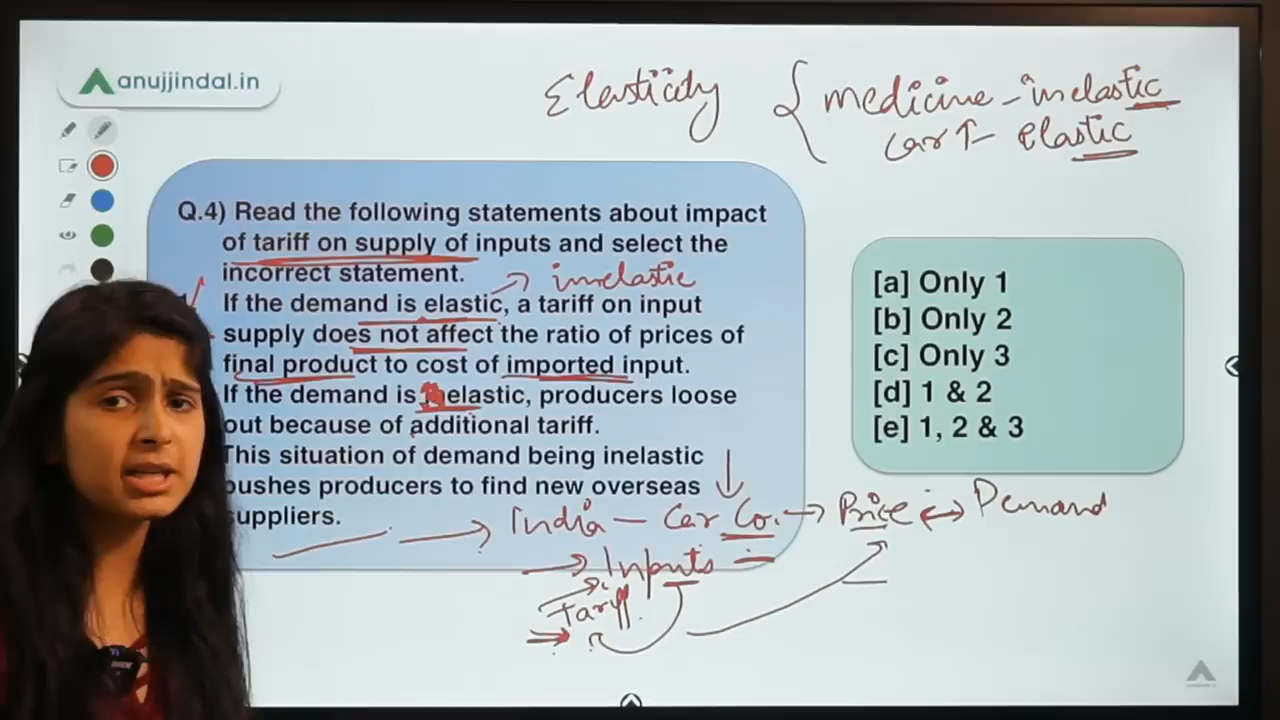 anujjindal.in
Elasticity
medicine - inelastic
car ↑ elastic
Q.4) Read the following statements about impact
of tariff on supply of inputs and select the
incorrect statement.
→ inelastic
If the demand is elastic, a tariff on input
supply does not affect the ratio of prices of
final product to cost of imported input.
If the demand is inelastic, producers loose
out because of additional tariff.
This situation of demand being inelastic
pushes producers to find new overseas
suppliers.
→ India - Car Co. → Price ↔ Demand
→ Inputs
Tariff
[a] Only 1
[b] Only 2
[c] Only 3
[d] 1 & 2
[e] 1, 2 & 3